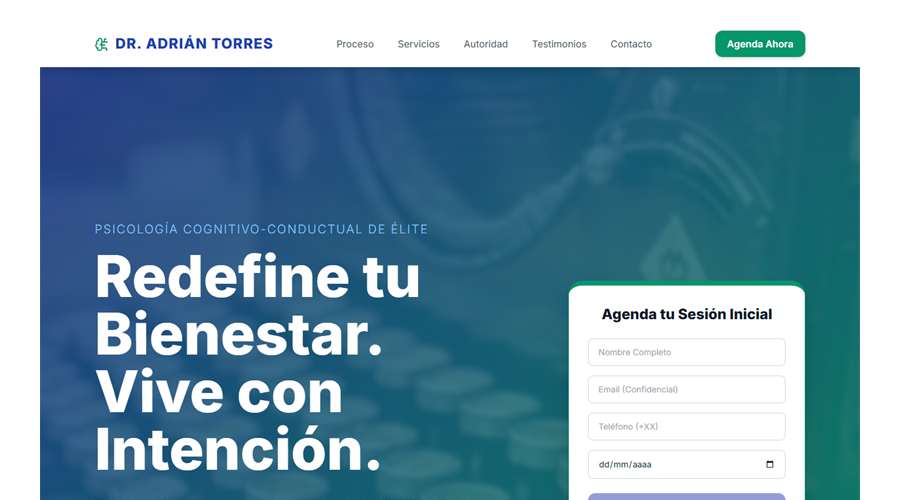 DR. ADRIÁN TORRES
Proceso
Servicios
Autoridad
Testimonios
Contacto
Agenda Ahora
PSICOLOGÍA COGNITIVO-CONDUCTUAL DE ÉLITE
Redefine tu
Bienestar.
Vive con
Intención.
Agenda tu Sesión Inicial
Nombre Completo
Email (Confidencial)
Teléfono (+XX)
dd/mm/aaaa